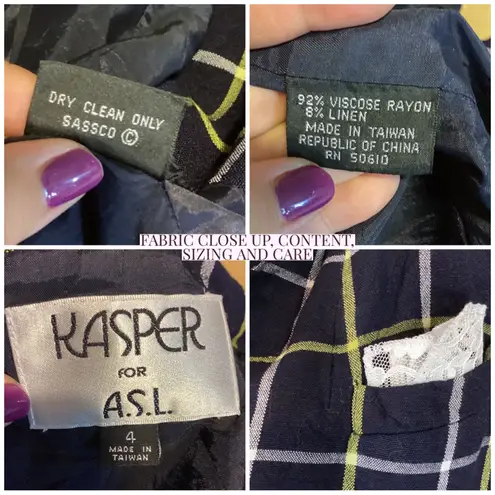 DRY CLEAN ONLY
SASSCO ©
92% VISCOSE RAYON
8% LINEN
MADE IN TAIWAN
REPUBLIC OF CHINA
RN 50610
FABRIC CLOSE UP, CONTENT,
SIZING AND CARE
KASPER
FOR
A.S.L.
4
MADE IN
TAIWAN